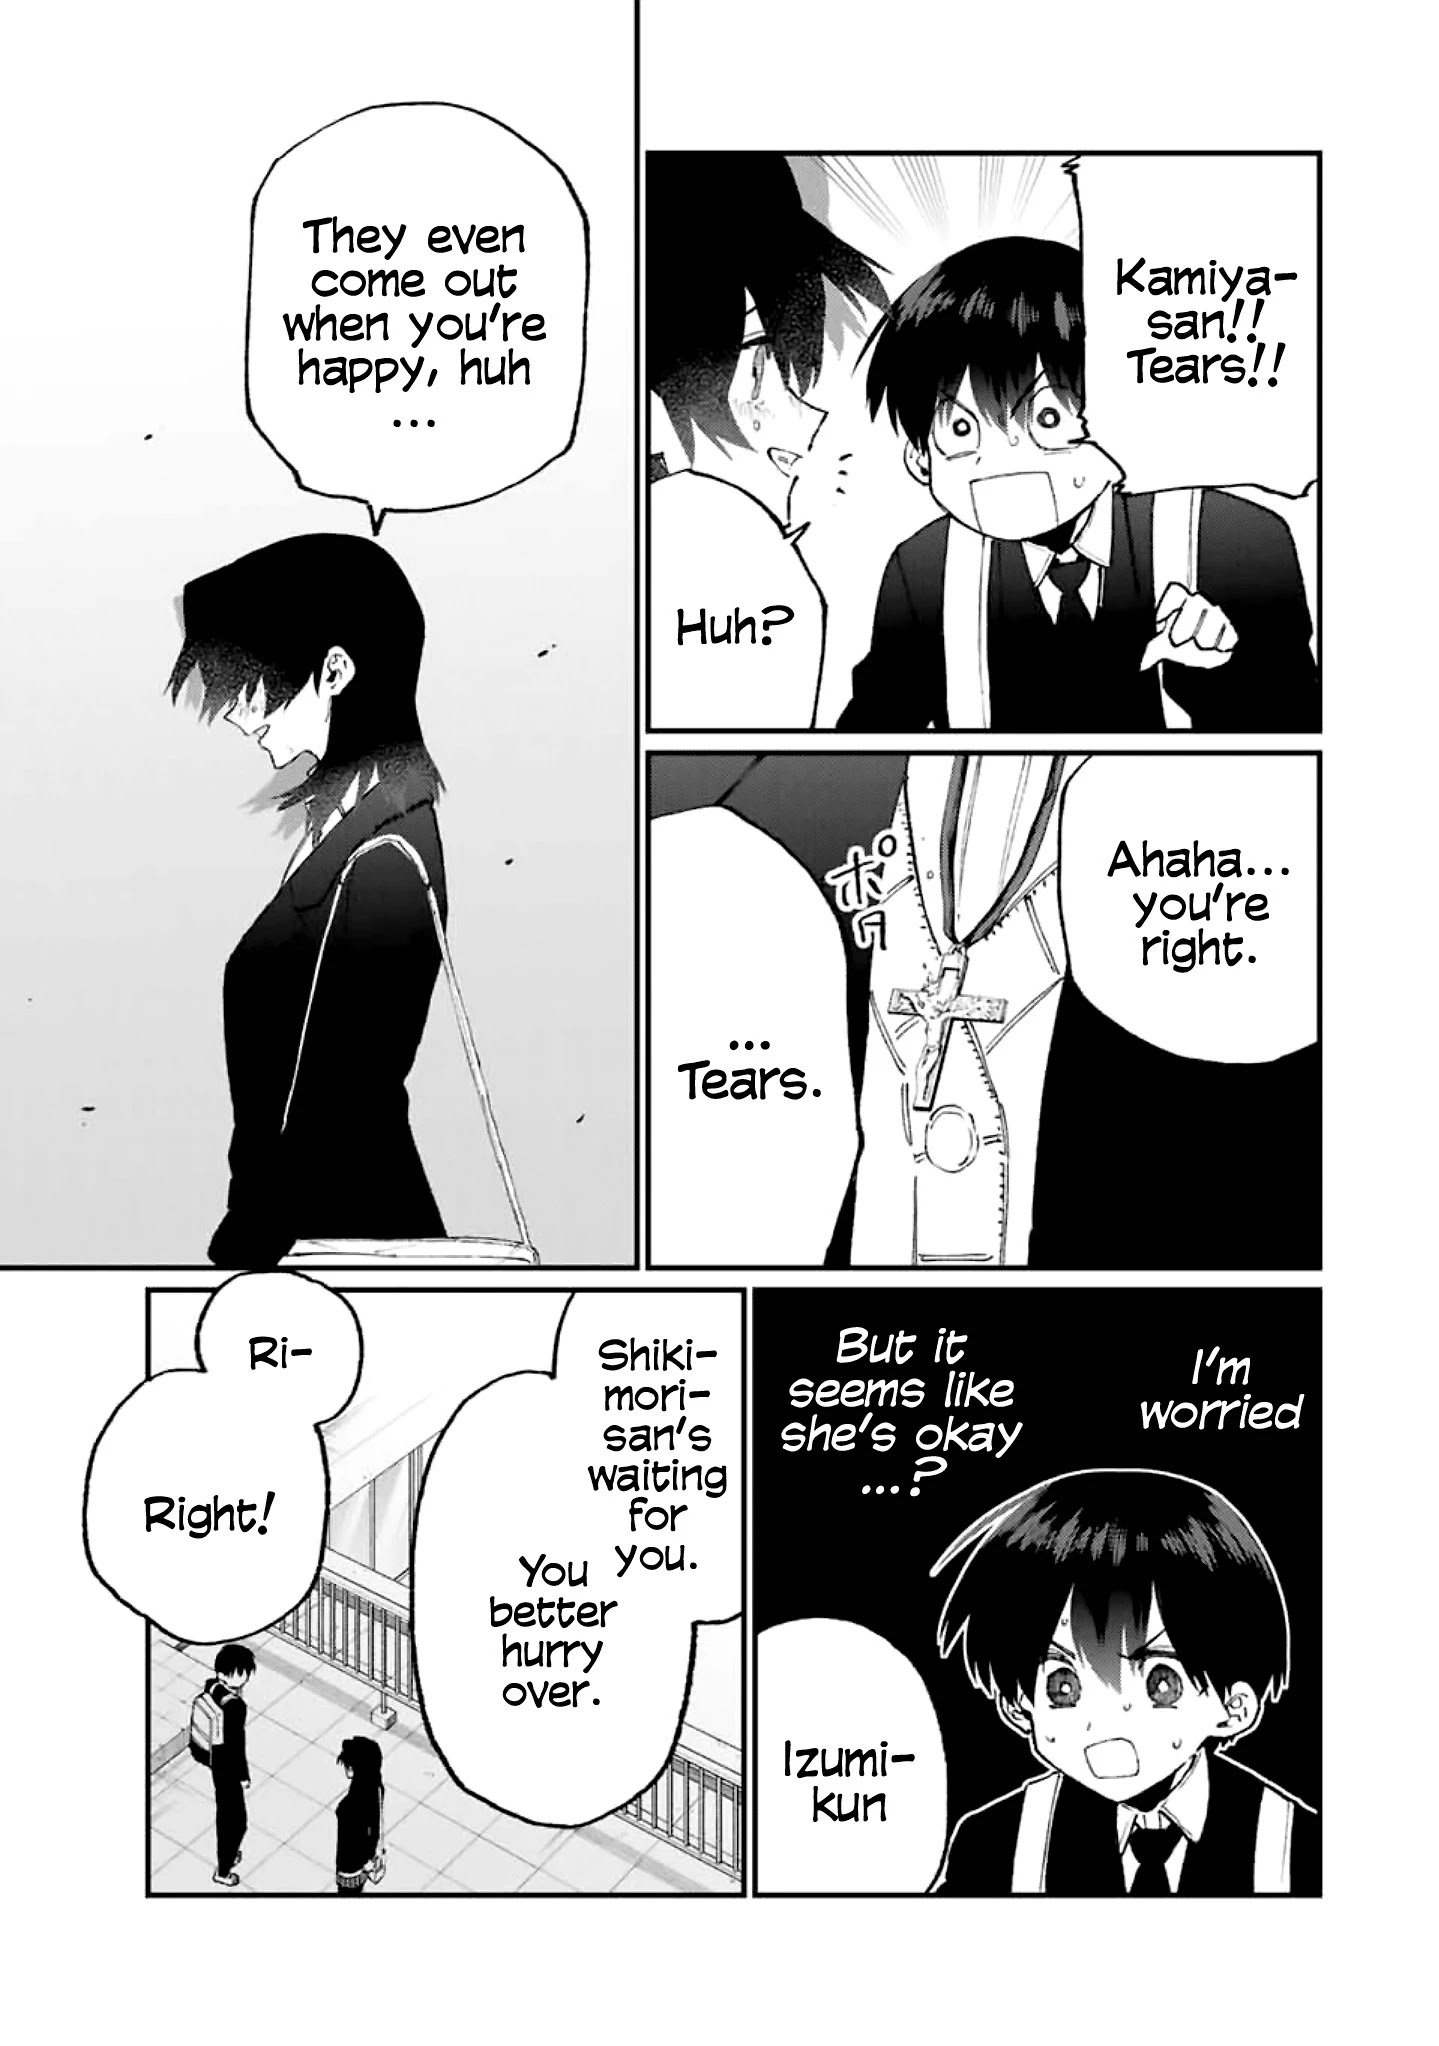 Kamiya-
san!!
Tears!!
Huh?
Ahaha...
you're
right.
ポタ
...
Tears.
They even
come out
when you're
happy, huh
...
I'm
worried
But it
seems like
she's okay
...?
Izumi-
kun
Shiki-
mori-
san's
waiting
for
you.
You
better
hurry
over.
Ri-
Right!